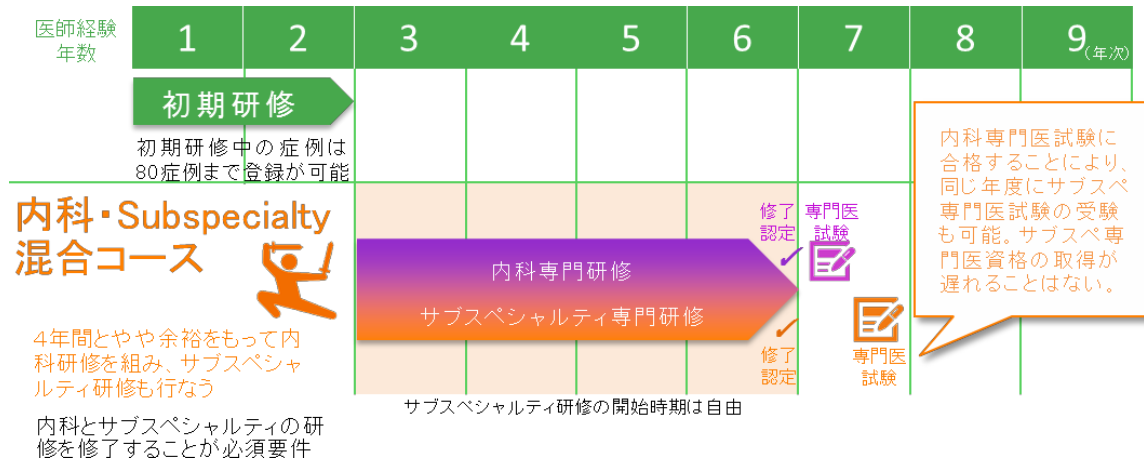 医師経験
年数
1 2 3 4 5 6 7 8 9(年次)
初期研修
初期研修中の症例は
80症例まで登録が可能
内科・Subspecialty
混合コース
4年間とやや余裕をもって内
科研修を組み、サブスペシャ
ルティ研修も行なう
内科とサブスペシャルティの研
修を修了することが必須要件
内科専門研修
サブスペシャルティ専門研修
修了
認定
専門医
試験
修了
認定
専門医
試験
サブスペシャルティ研修の開始時期は自由
内科専門医試験に
合格することにより、
同じ年度にサブスペ
専門医試験の受験
も可能。サブスペ専
門医資格の取得が
遅れることはない。